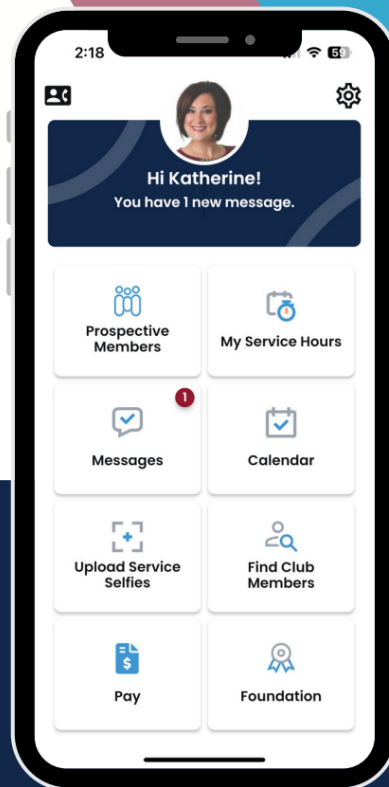 2:18
59
Hi Katherine!
You have 1 new message.
Prospective
Members
My Service Hours
1
Messages
Calendar
Upload Service
Selfies
Find Club
Members
$
Pay
Foundation